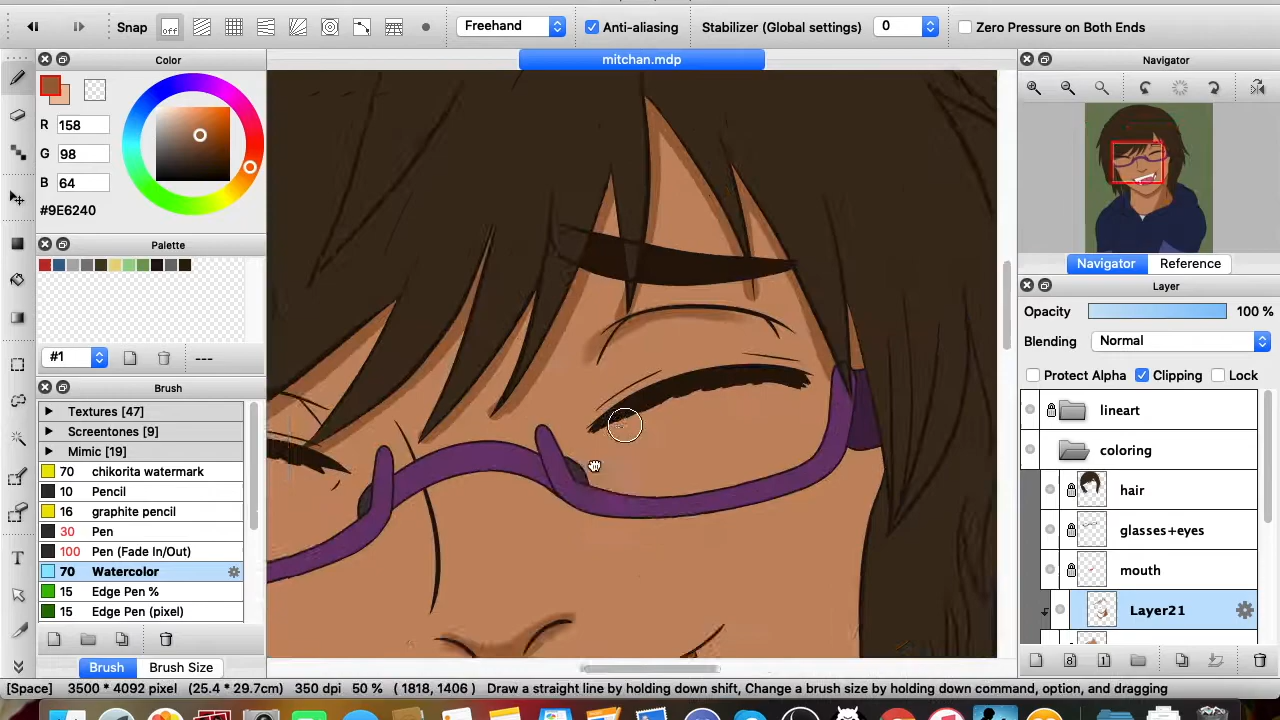 Snap off Freehand Anti-aliasing Stabilizer (Global settings) 0 Zero Pressure on Both Ends
Color
R 158
G 98
B 64
#9E6240
Palette
#1 ---
Brush
Textures [47]
Screentones [9]
Mimic [19]
70 chikorita watermark
10 Pencil
16 graphite pencil
30 Pen
100 Pen (Fade In/Out)
70 Watercolor
15 Edge Pen %
15 Edge Pen (pixel)
Brush Brush Size
mitchan.mdp
Navigator
Navigator Reference
Layer
Opacity 100 %
Blending Normal
Protect Alpha Clipping Lock
lineart
coloring
hair
glasses+eyes
mouth
Layer21
[Space] 3500 * 4092 pixel (25.4 * 29.7cm) 350 dpi 50 % ( 1818, 1406 ) Draw a straight line by holding down shift, Change a brush size by holding down command, option, and dragging